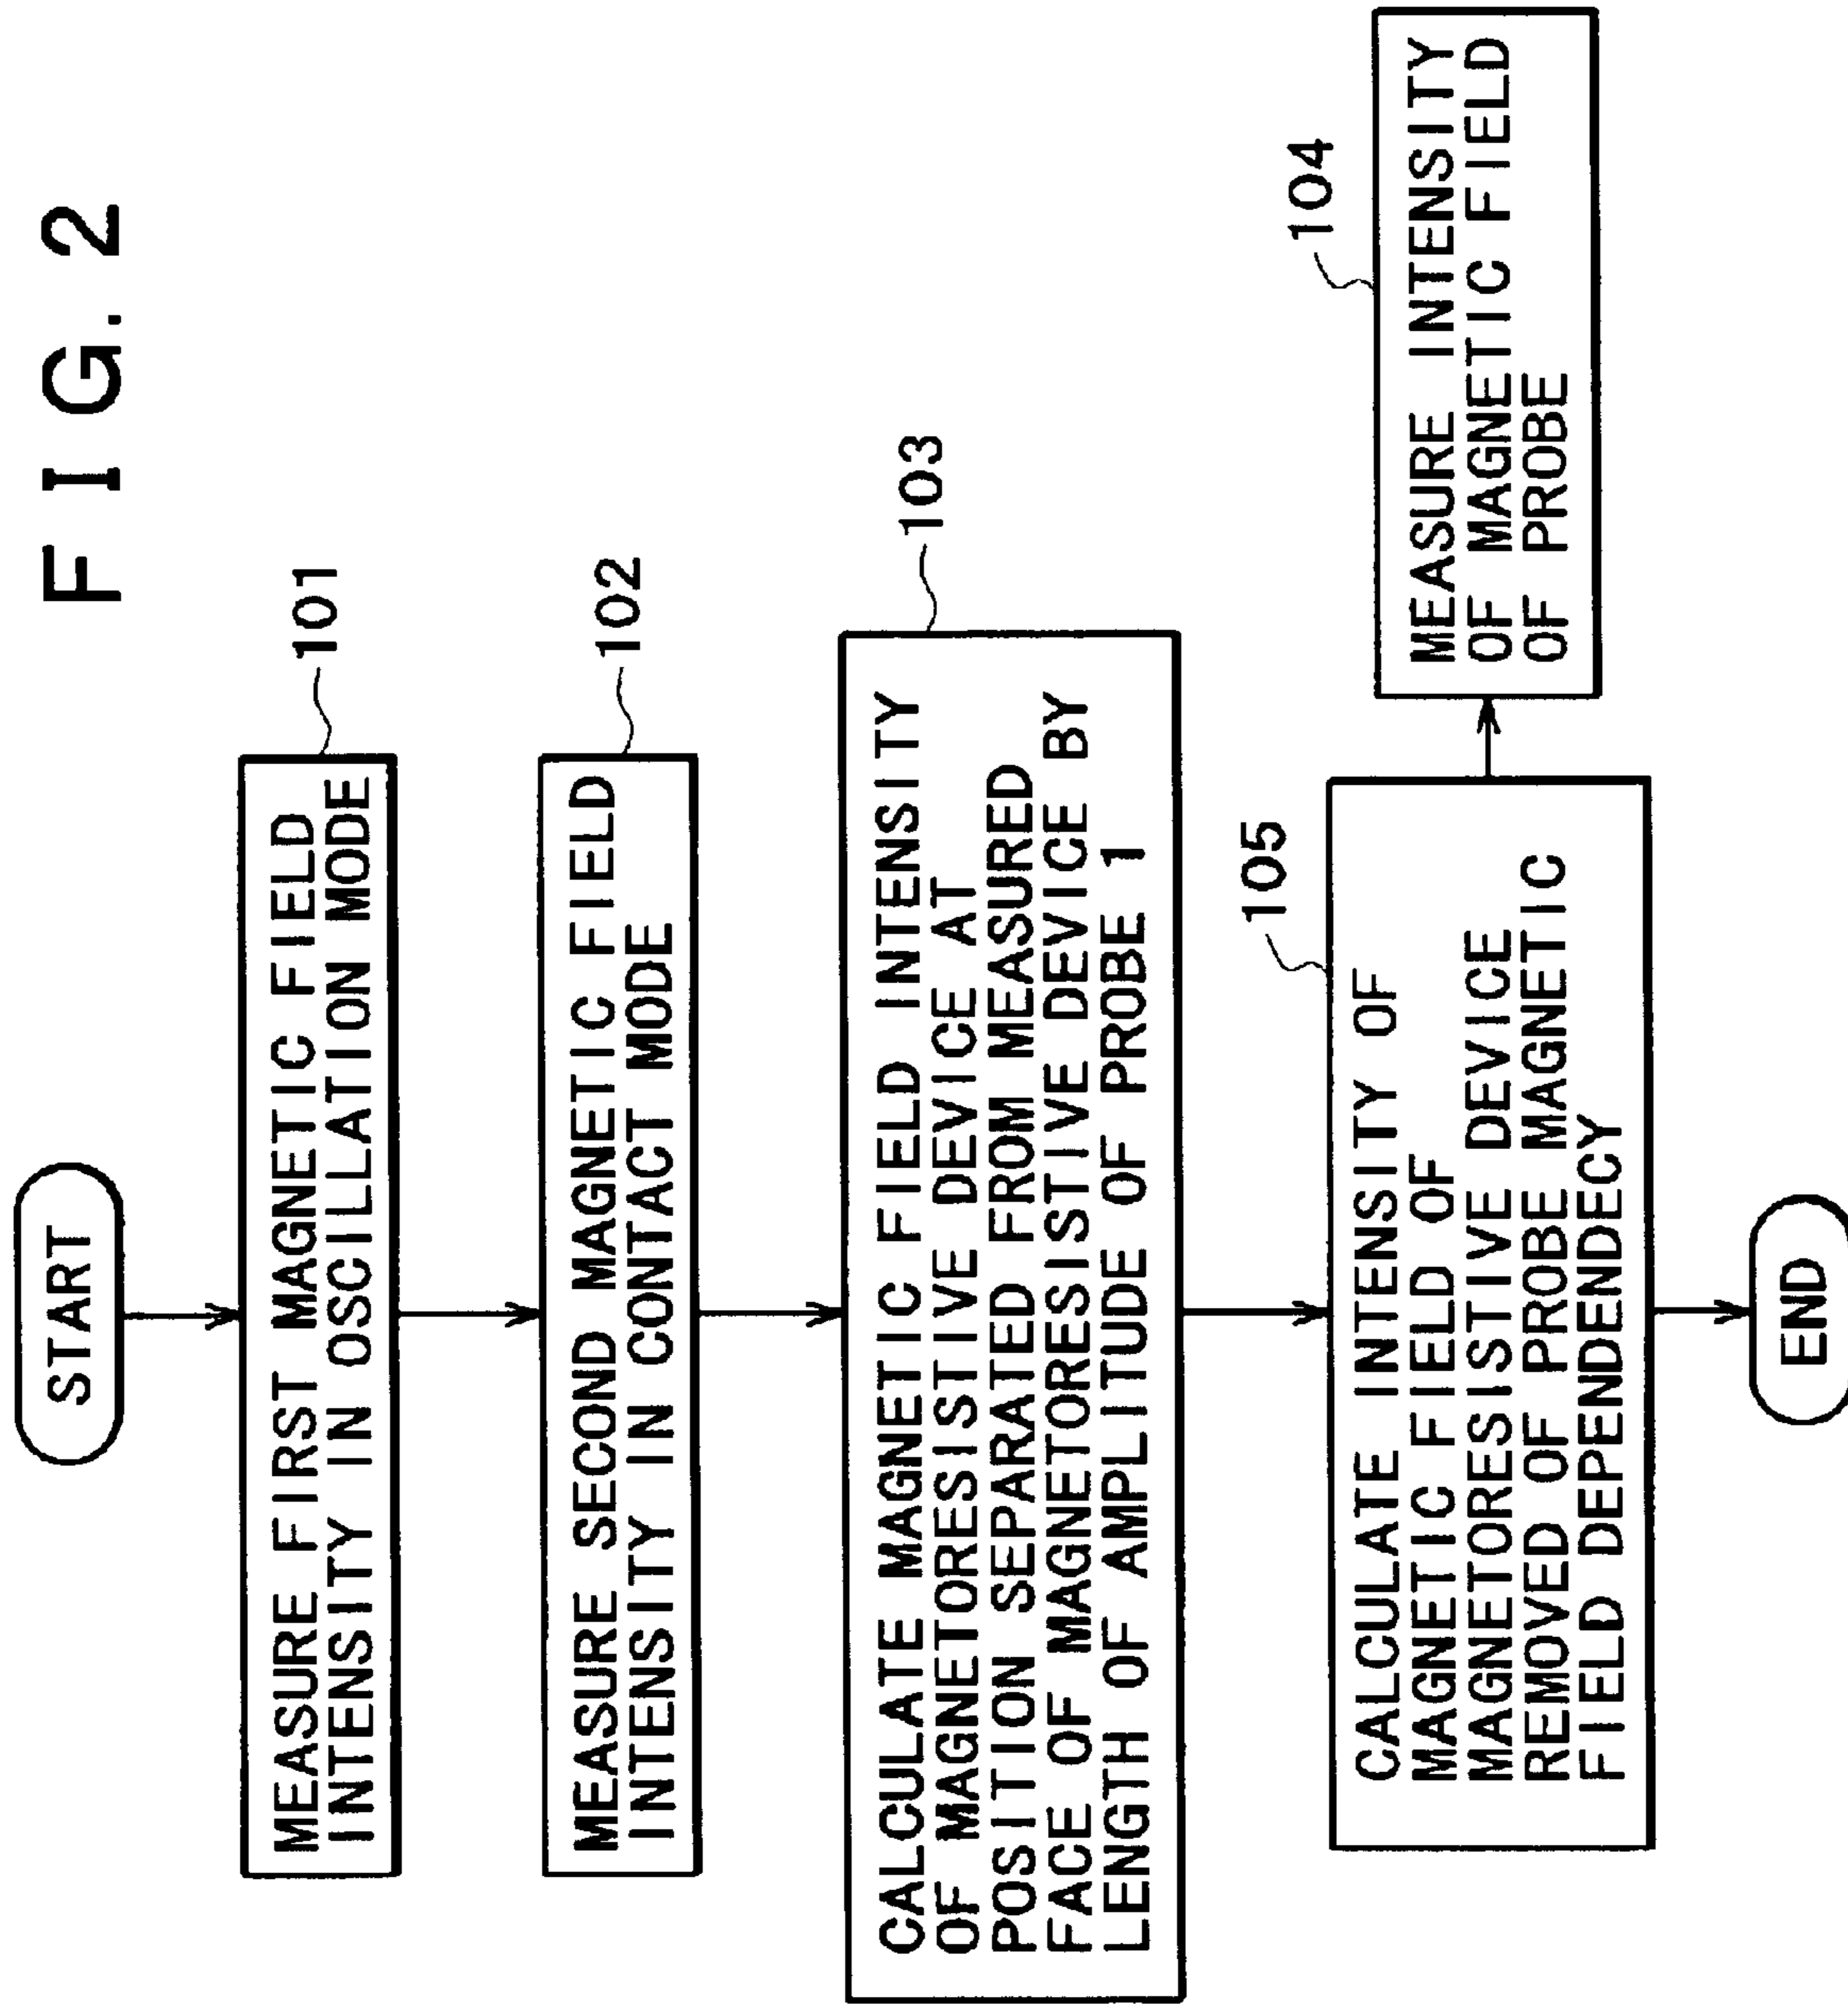 FIG. 2
START
MEASURE FIRST MAGNETIC FIELD
INTENSITY IN OSCILLATION MODE
101
MEASURE SECOND MAGNETIC FIELD
INTENSITY IN CONTACT MODE
102
CALCULATE MAGNETIC FIELD INTENSITY
OF MAGNETORESISTIVE DEVICE AT
POSITION SEPARATED FROM MEASURED
FACE OF MAGNETORESISTIVE DEVICE BY
LENGTH OF AMPLITUDE OF PROBE 1
103
CALCULATE INTENSITY OF
MAGNETIC FIELD OF
MAGNETORESISTIVE DEVICE
REMOVED OF PROBE MAGNETIC
FIELD DEPENDENDECY
105
MEASURE INTENSITY
OF MAGNETIC FIELD
OF PROBE
104
END